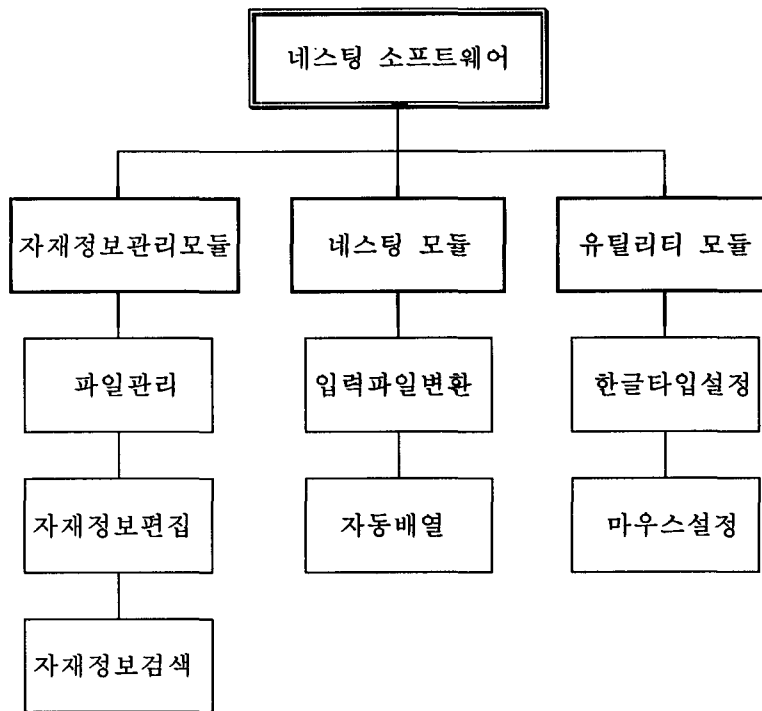 네스팅 소프트웨어
자재정보관리모듈
네스팅 모듈
유틸리티 모듈
파일관리
입력파일변환
한글타입설정
자재정보편집
자동배열
마우스설정
자재정보검색